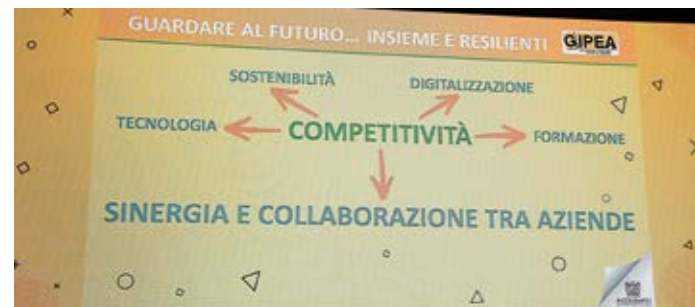 GUARDARE AL FUTURO... INSIEME E RESILIENTI GIPEA
SOSTENIBILITÀ DIGITALIZZAZIONE
TECNOLOGIA COMPETITIVITÀ FORMAZIONE
SINERGIA E COLLABORAZIONE TRA AZIENDE